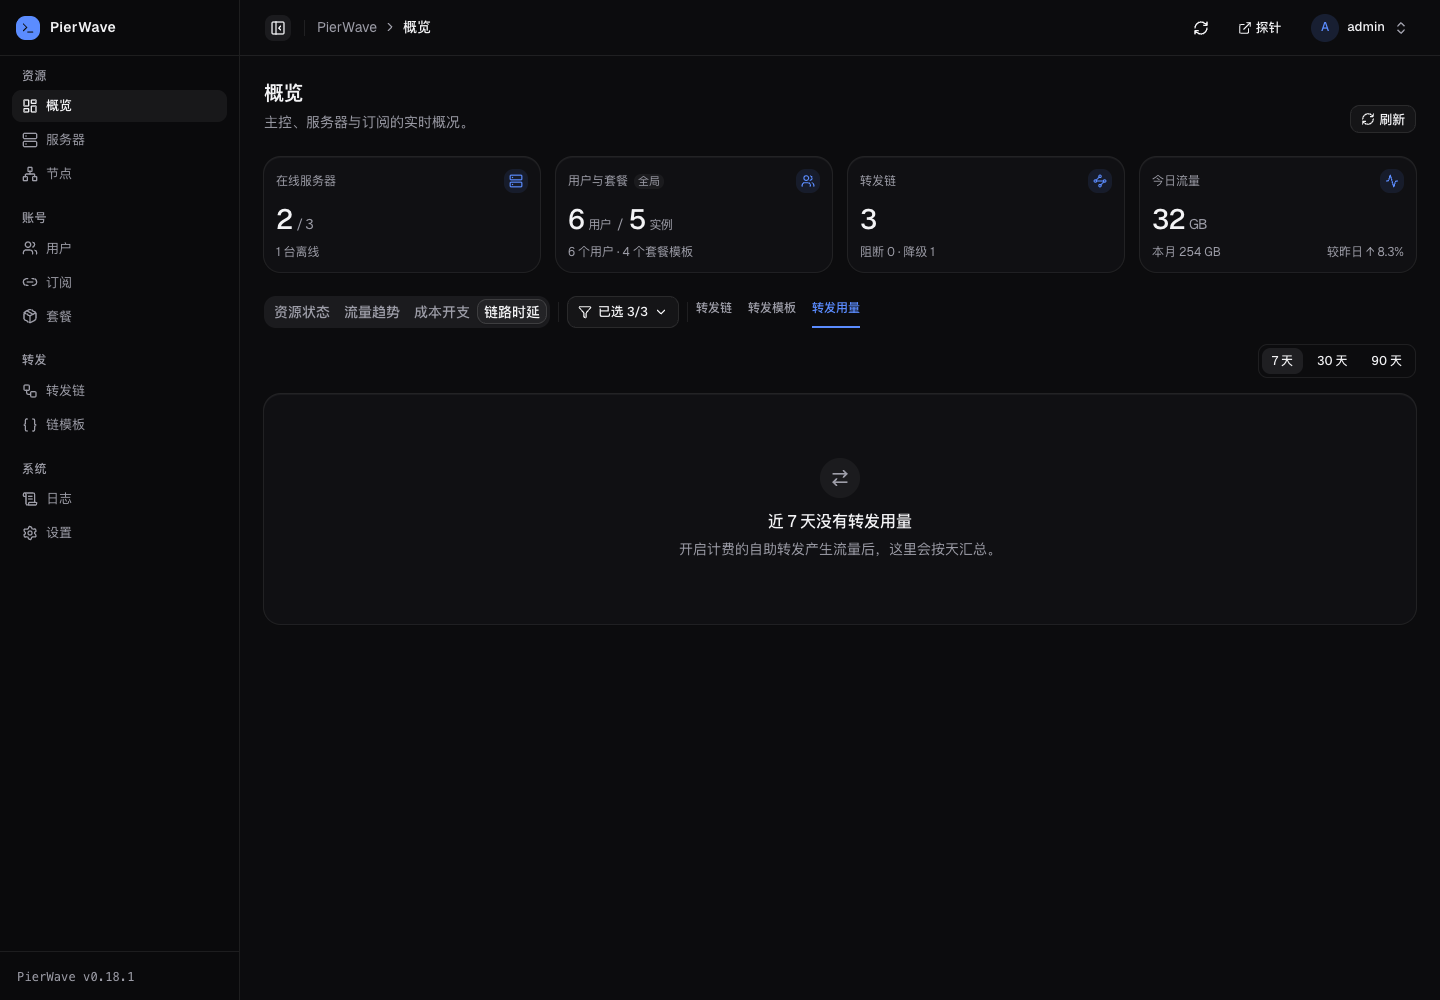 PierWave
PierWave
概览
探针
A
admin
资源
概览
服务器
节点
账号
用户
订阅
套餐
转发
转发链
链模板
系统
日志
设置
PierWave v0.18.1
概览
主控、服务器与订阅的实时概况。
刷新
在线服务器
2 / 3
1 台离线
用户与套餐 全局
6 用户 / 5 实例
6 个用户 · 4 个套餐模板
转发链
3
阻断 0 · 降级 1
今日流量
32 GB
本月 254 GB 较昨日 ↑ 8.3%
资源状态 流量趋势 成本开支 链路时延
已选 3/3
转发链 转发模板 转发用量
7 天 30 天 90 天
近 7 天没有转发用量
开启计费的自助转发产生流量后，这里会按天汇总。